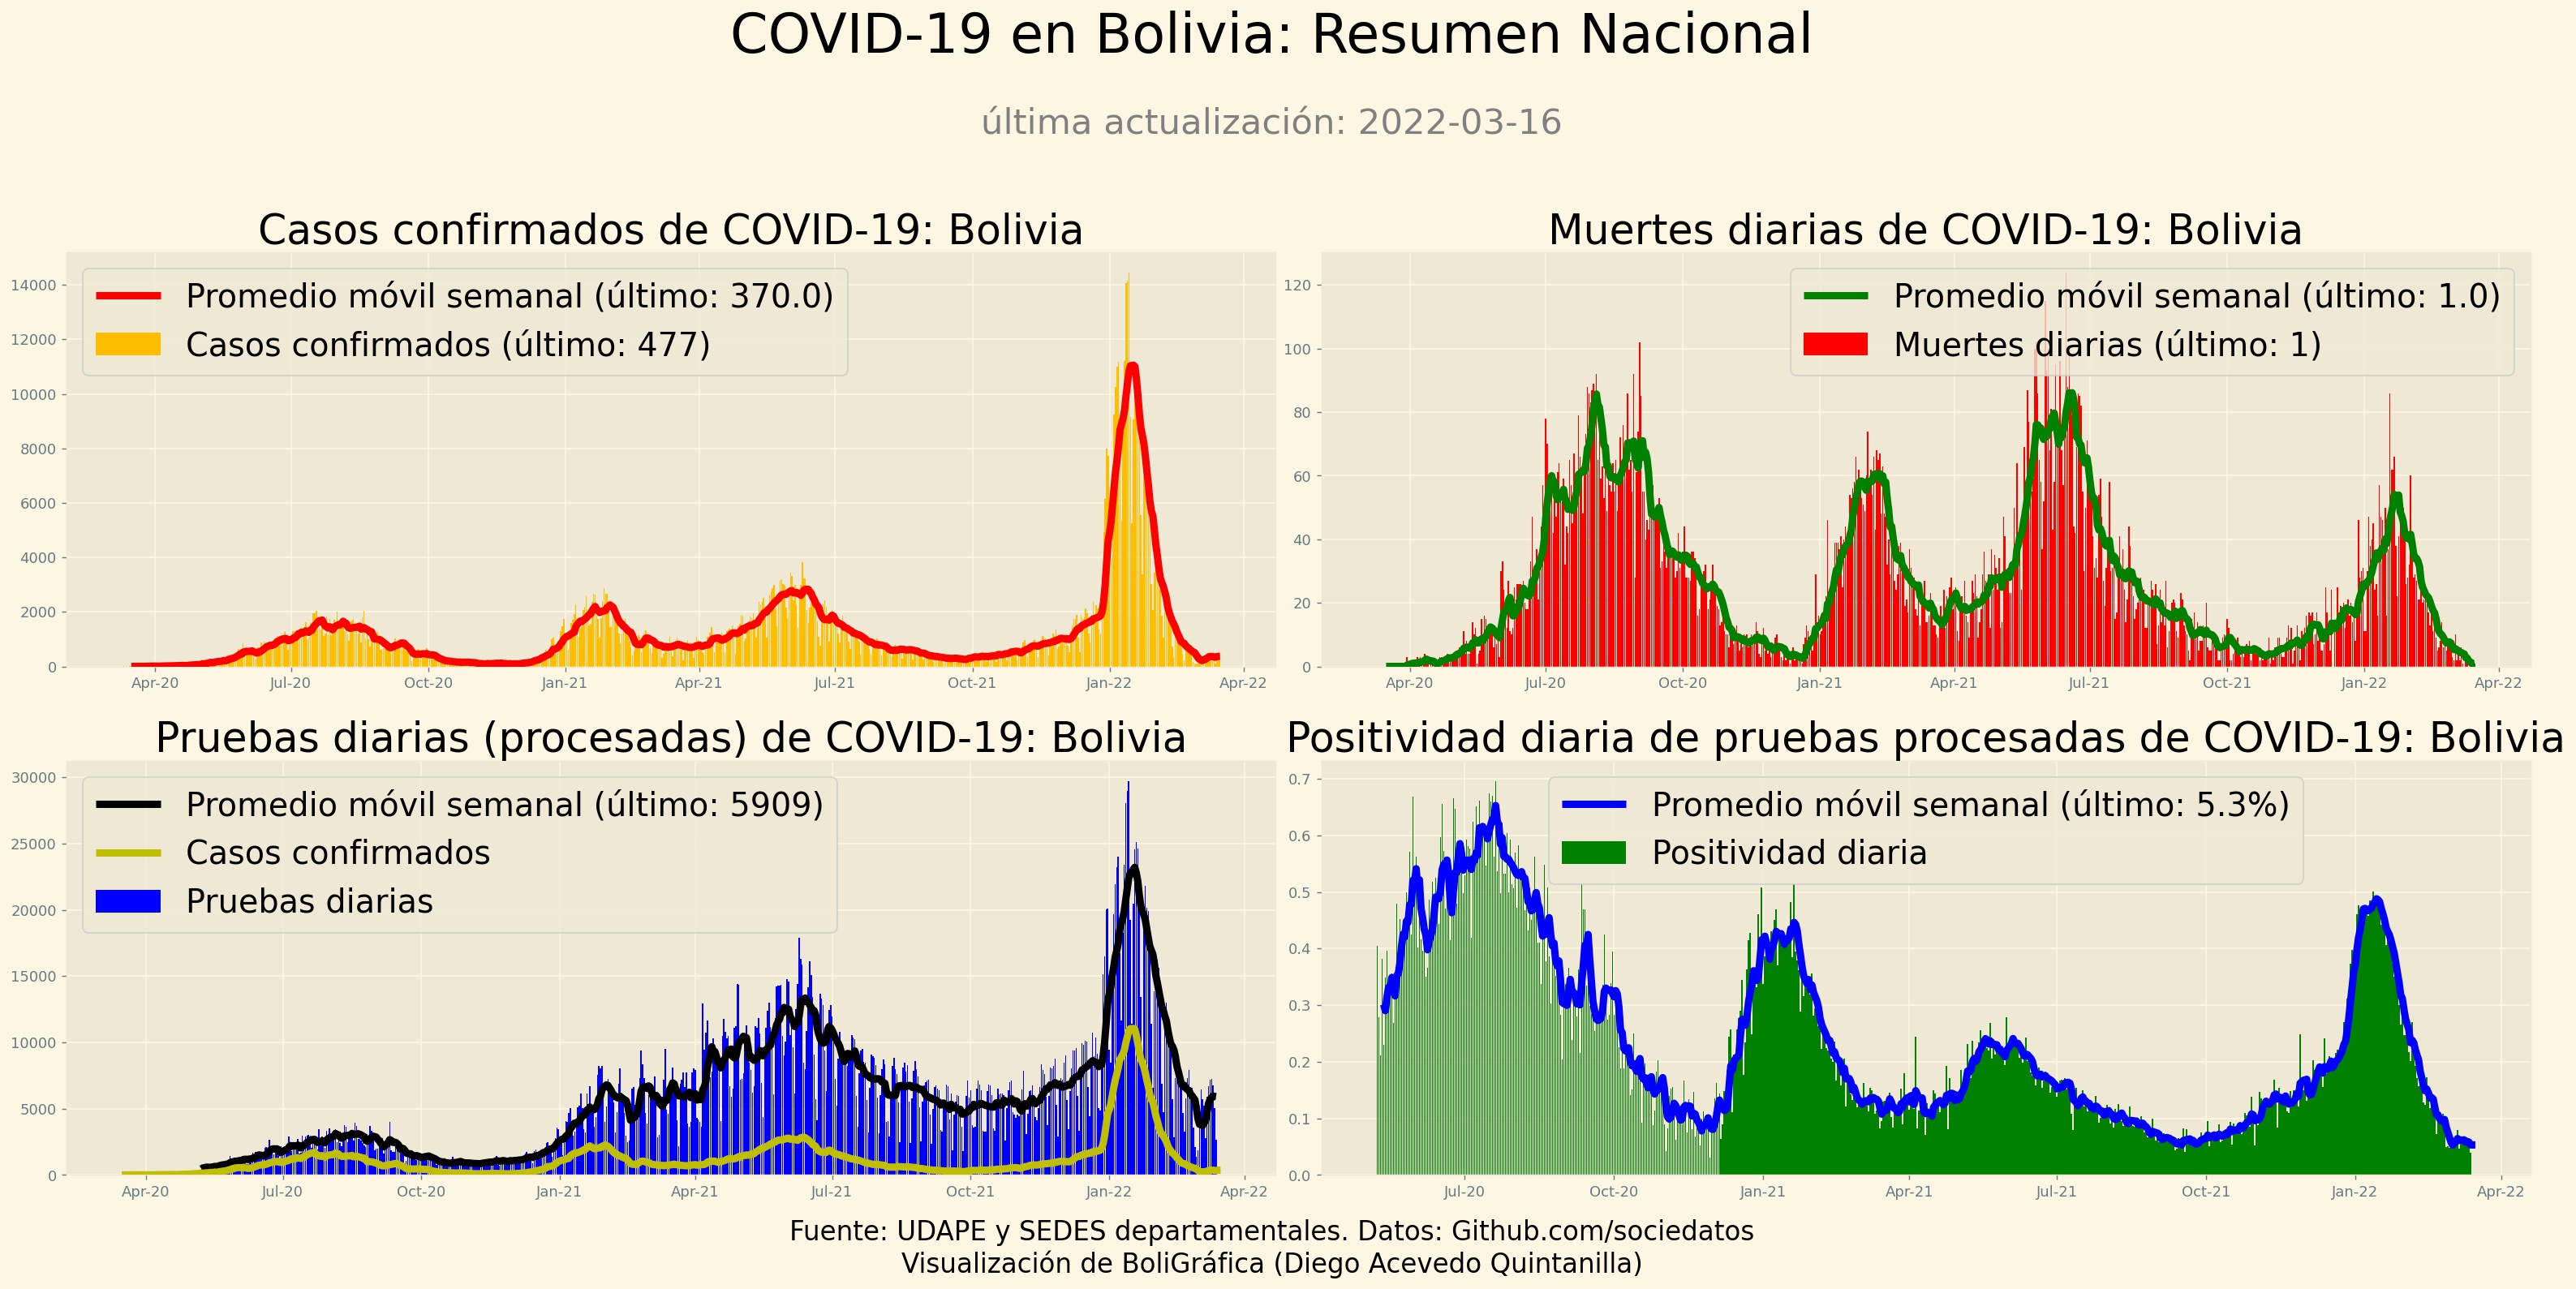 COVID-19 en Bolivia: Resumen Nacional
última actualización: 2022-03-16
Casos confirmados de COVID-19: Bolivia
14000
12000
10000
8000
6000
4000
2000
0
Promedio móvil semanal (último: 370.0)
Casos confirmados (último: 477)
Apr-20 Jul-20 Oct-20 Jan-21 Apr-21 Jul-21 Oct-21 Jan-22 Apr-22
Muertes diarias de COVID-19: Bolivia
120
100
80
60
40
20
0
Promedio móvil semanal (último: 1.0)
Muertes diarias (último: 1)
Apr-20 Jul-20 Oct-20 Jan-21 Apr-21 Jul-21 Oct-21 Jan-22 Apr-22
Pruebas diarias (procesadas) de COVID-19: Bolivia
30000
25000
20000
15000
10000
5000
0
Promedio móvil semanal (último: 5909)
Casos confirmados
Pruebas diarias
Apr-20 Jul-20 Oct-20 Jan-21 Apr-21 Jul-21 Oct-21 Jan-22 Apr-22
Positividad diaria de pruebas procesadas de COVID-19: Bolivia
0.7
0.6
0.5
0.4
0.3
0.2
0.1
0.0
Promedio móvil semanal (último: 5.3%)
Positividad diaria
Jul-20 Oct-20 Jan-21 Apr-21 Jul-21 Oct-21 Jan-22 Apr-22
Fuente: UDAPE y SEDES departamentales. Datos: Github.com/sociedatos
Visualización de BoliGráfica (Diego Acevedo Quintanilla)